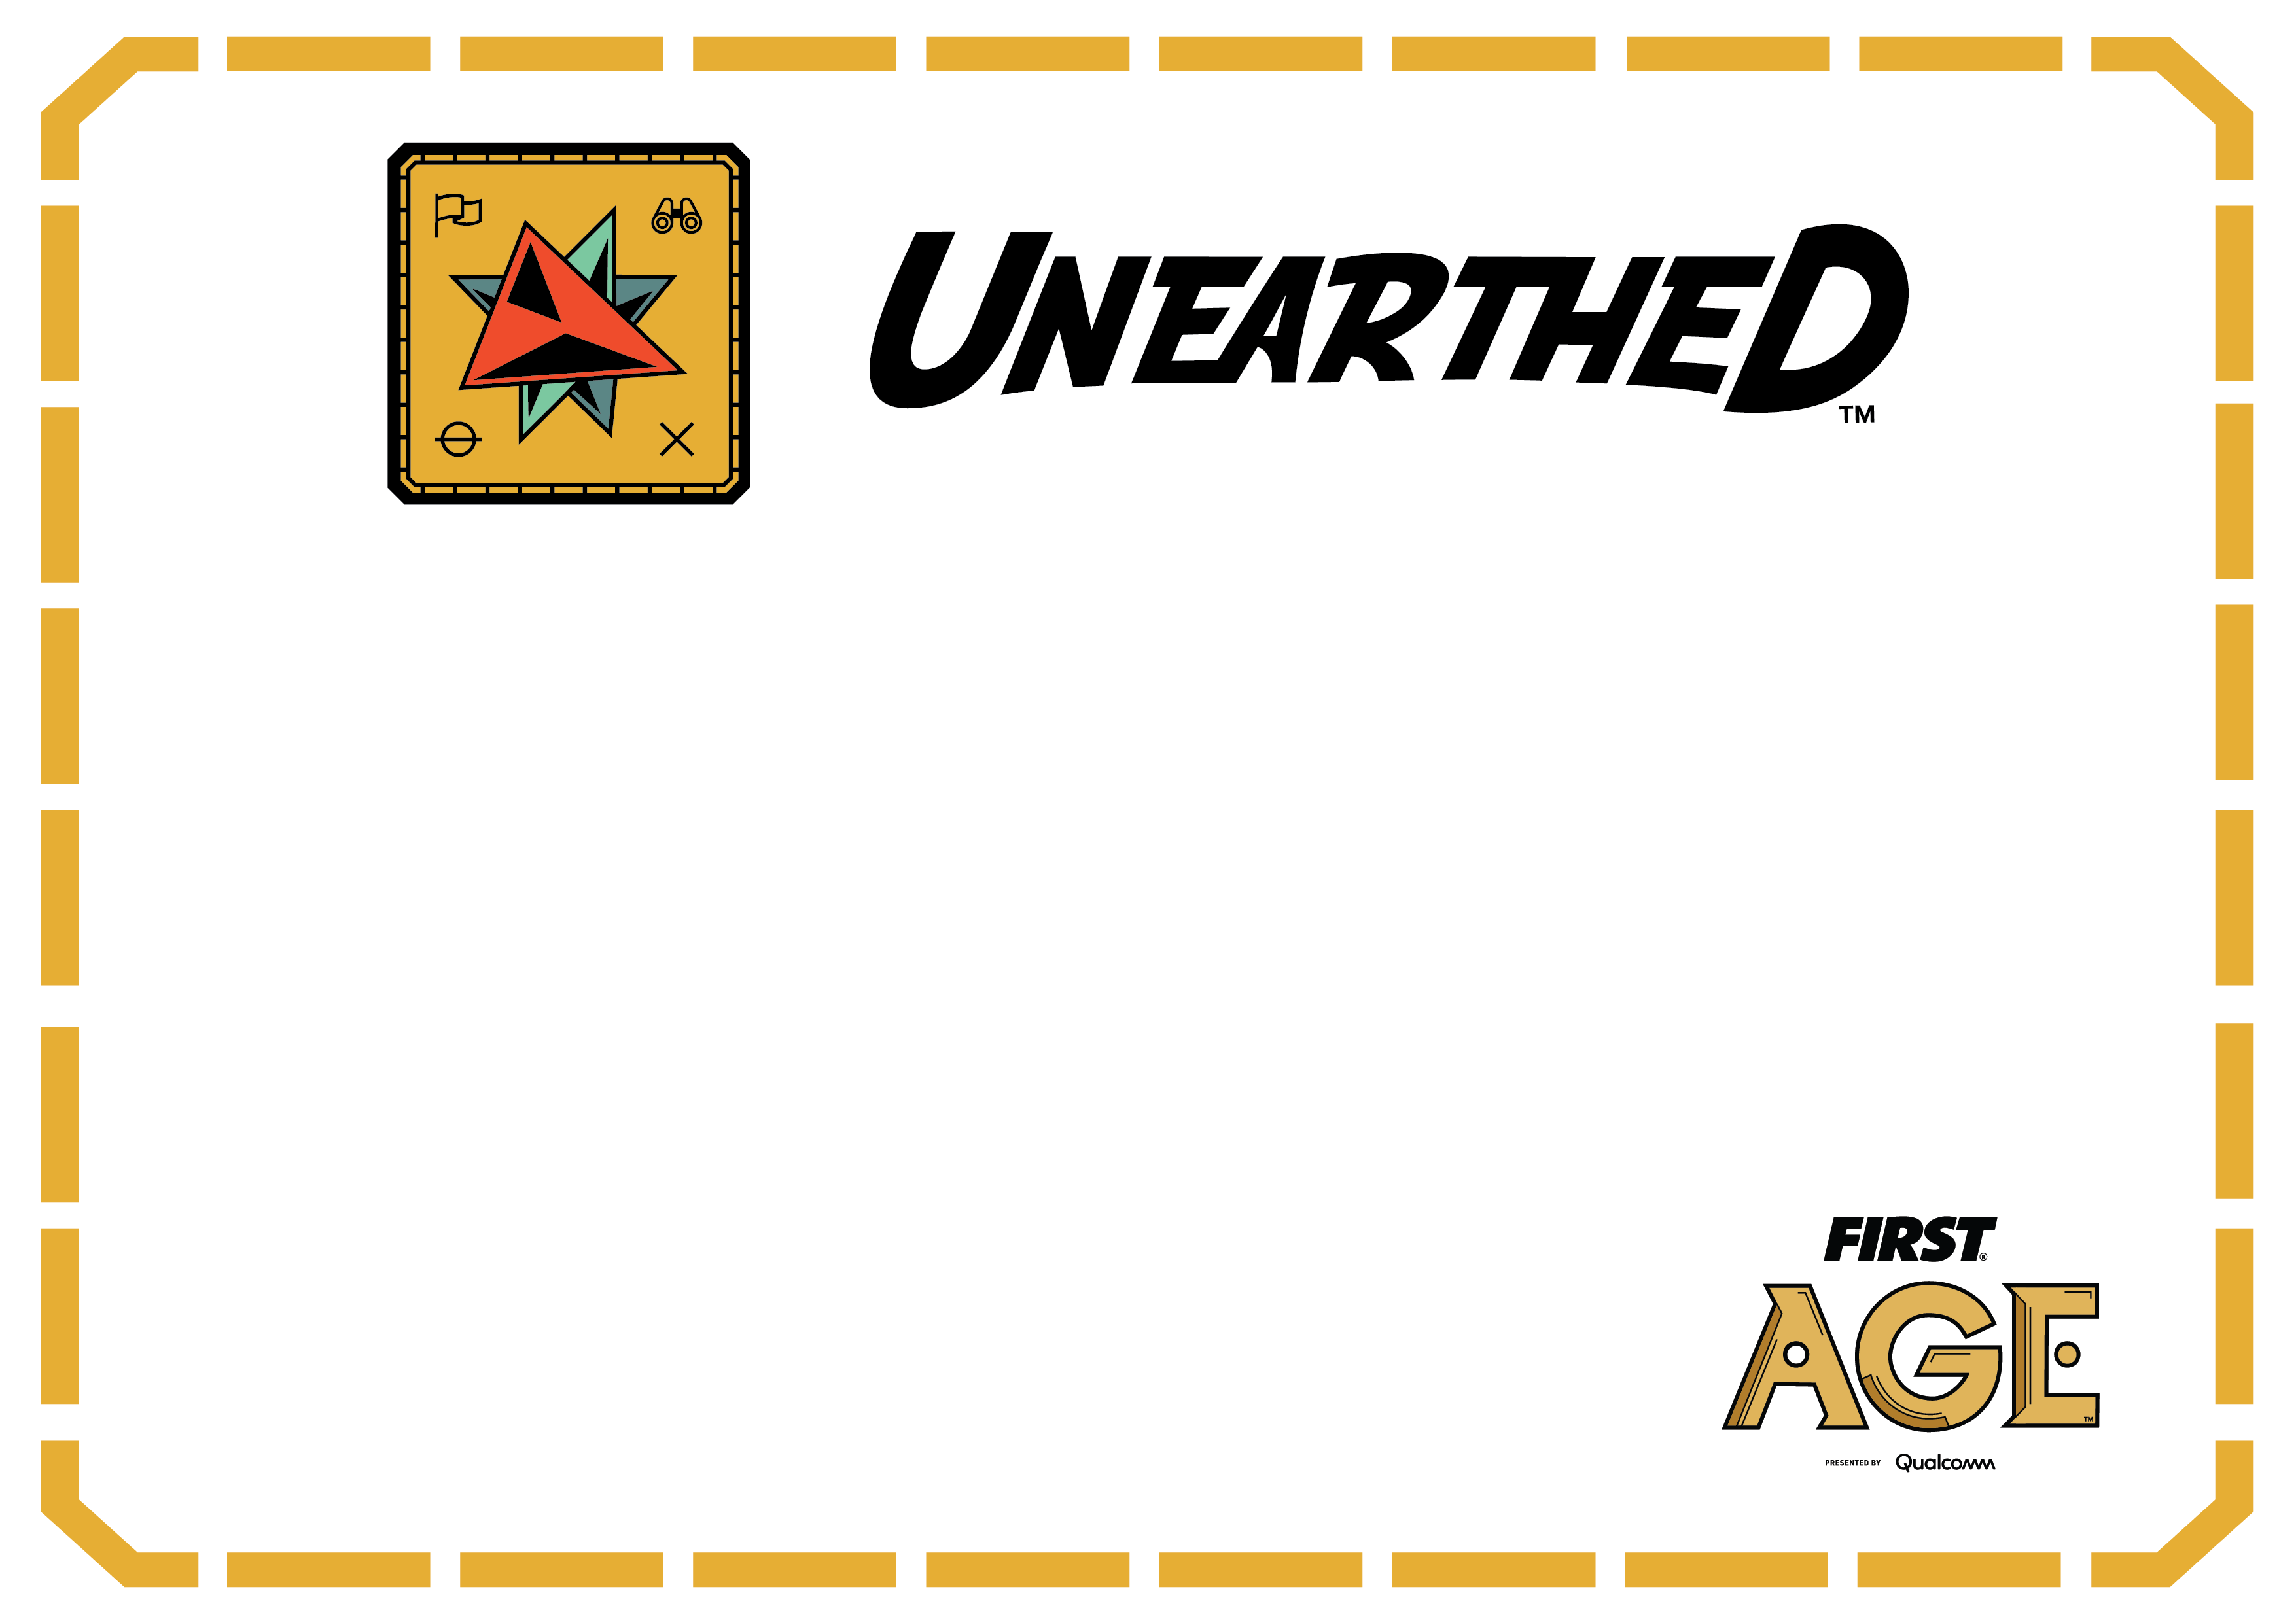 UNEARTHED™
FIRST®
AGE™
PRESENTED BY Qualcomm